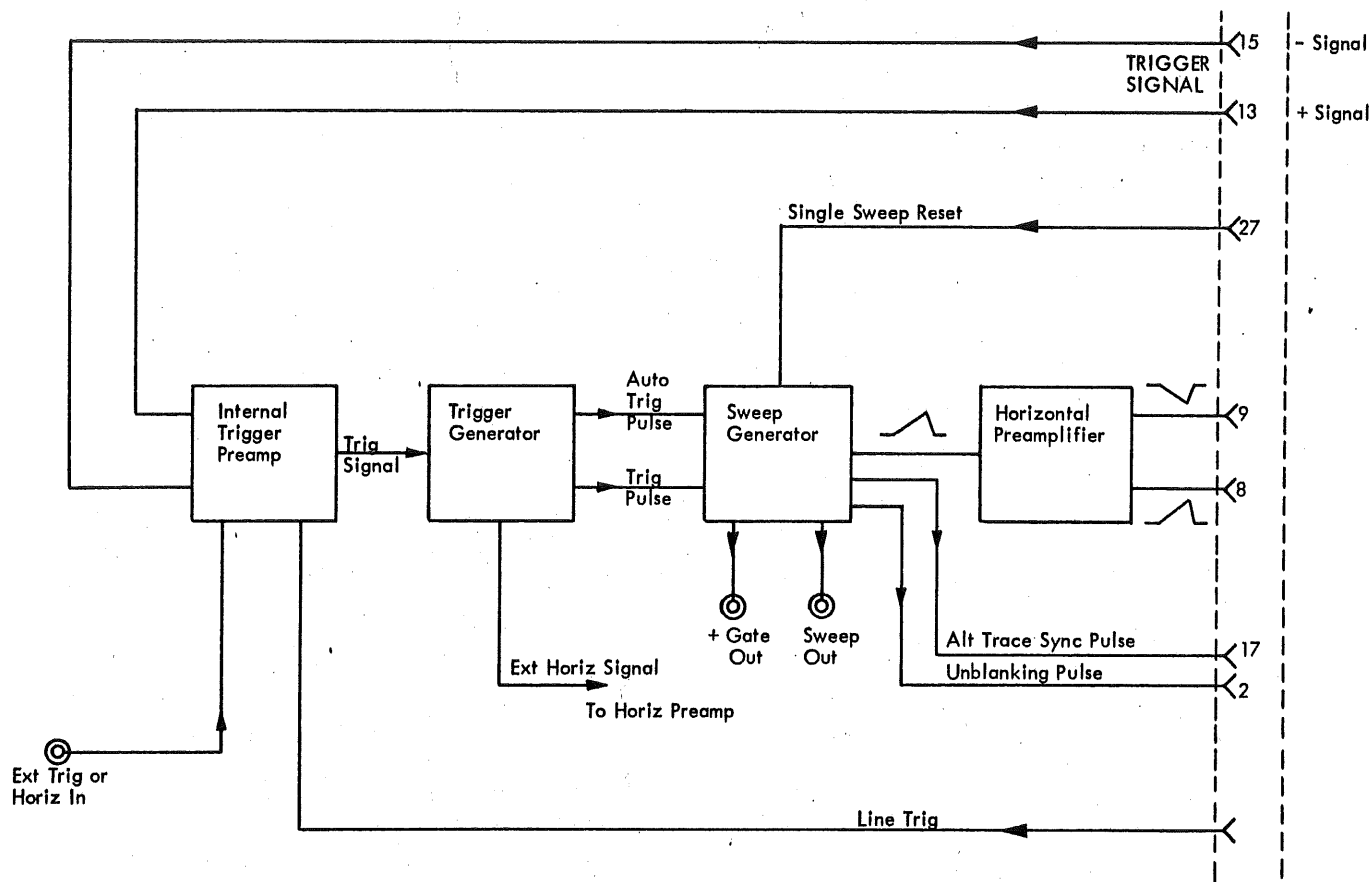 15
- Signal
TRIGGER
SIGNAL
13
+ Signal
Single Sweep Reset
27
Internal
Trigger
Preamp
Trig
Signal
Trigger
Generator
Auto
Trig
Pulse
Trig
Pulse
Sweep
Generator
Horizontal
Preamplifier
9
8
+ Gate
Out
Sweep
Out
Alt Trace Sync Pulse
17
Unblanking Pulse
2
Ext Horiz Signal
To Horiz Preamp
Ext Trig or
Horiz In
Line Trig